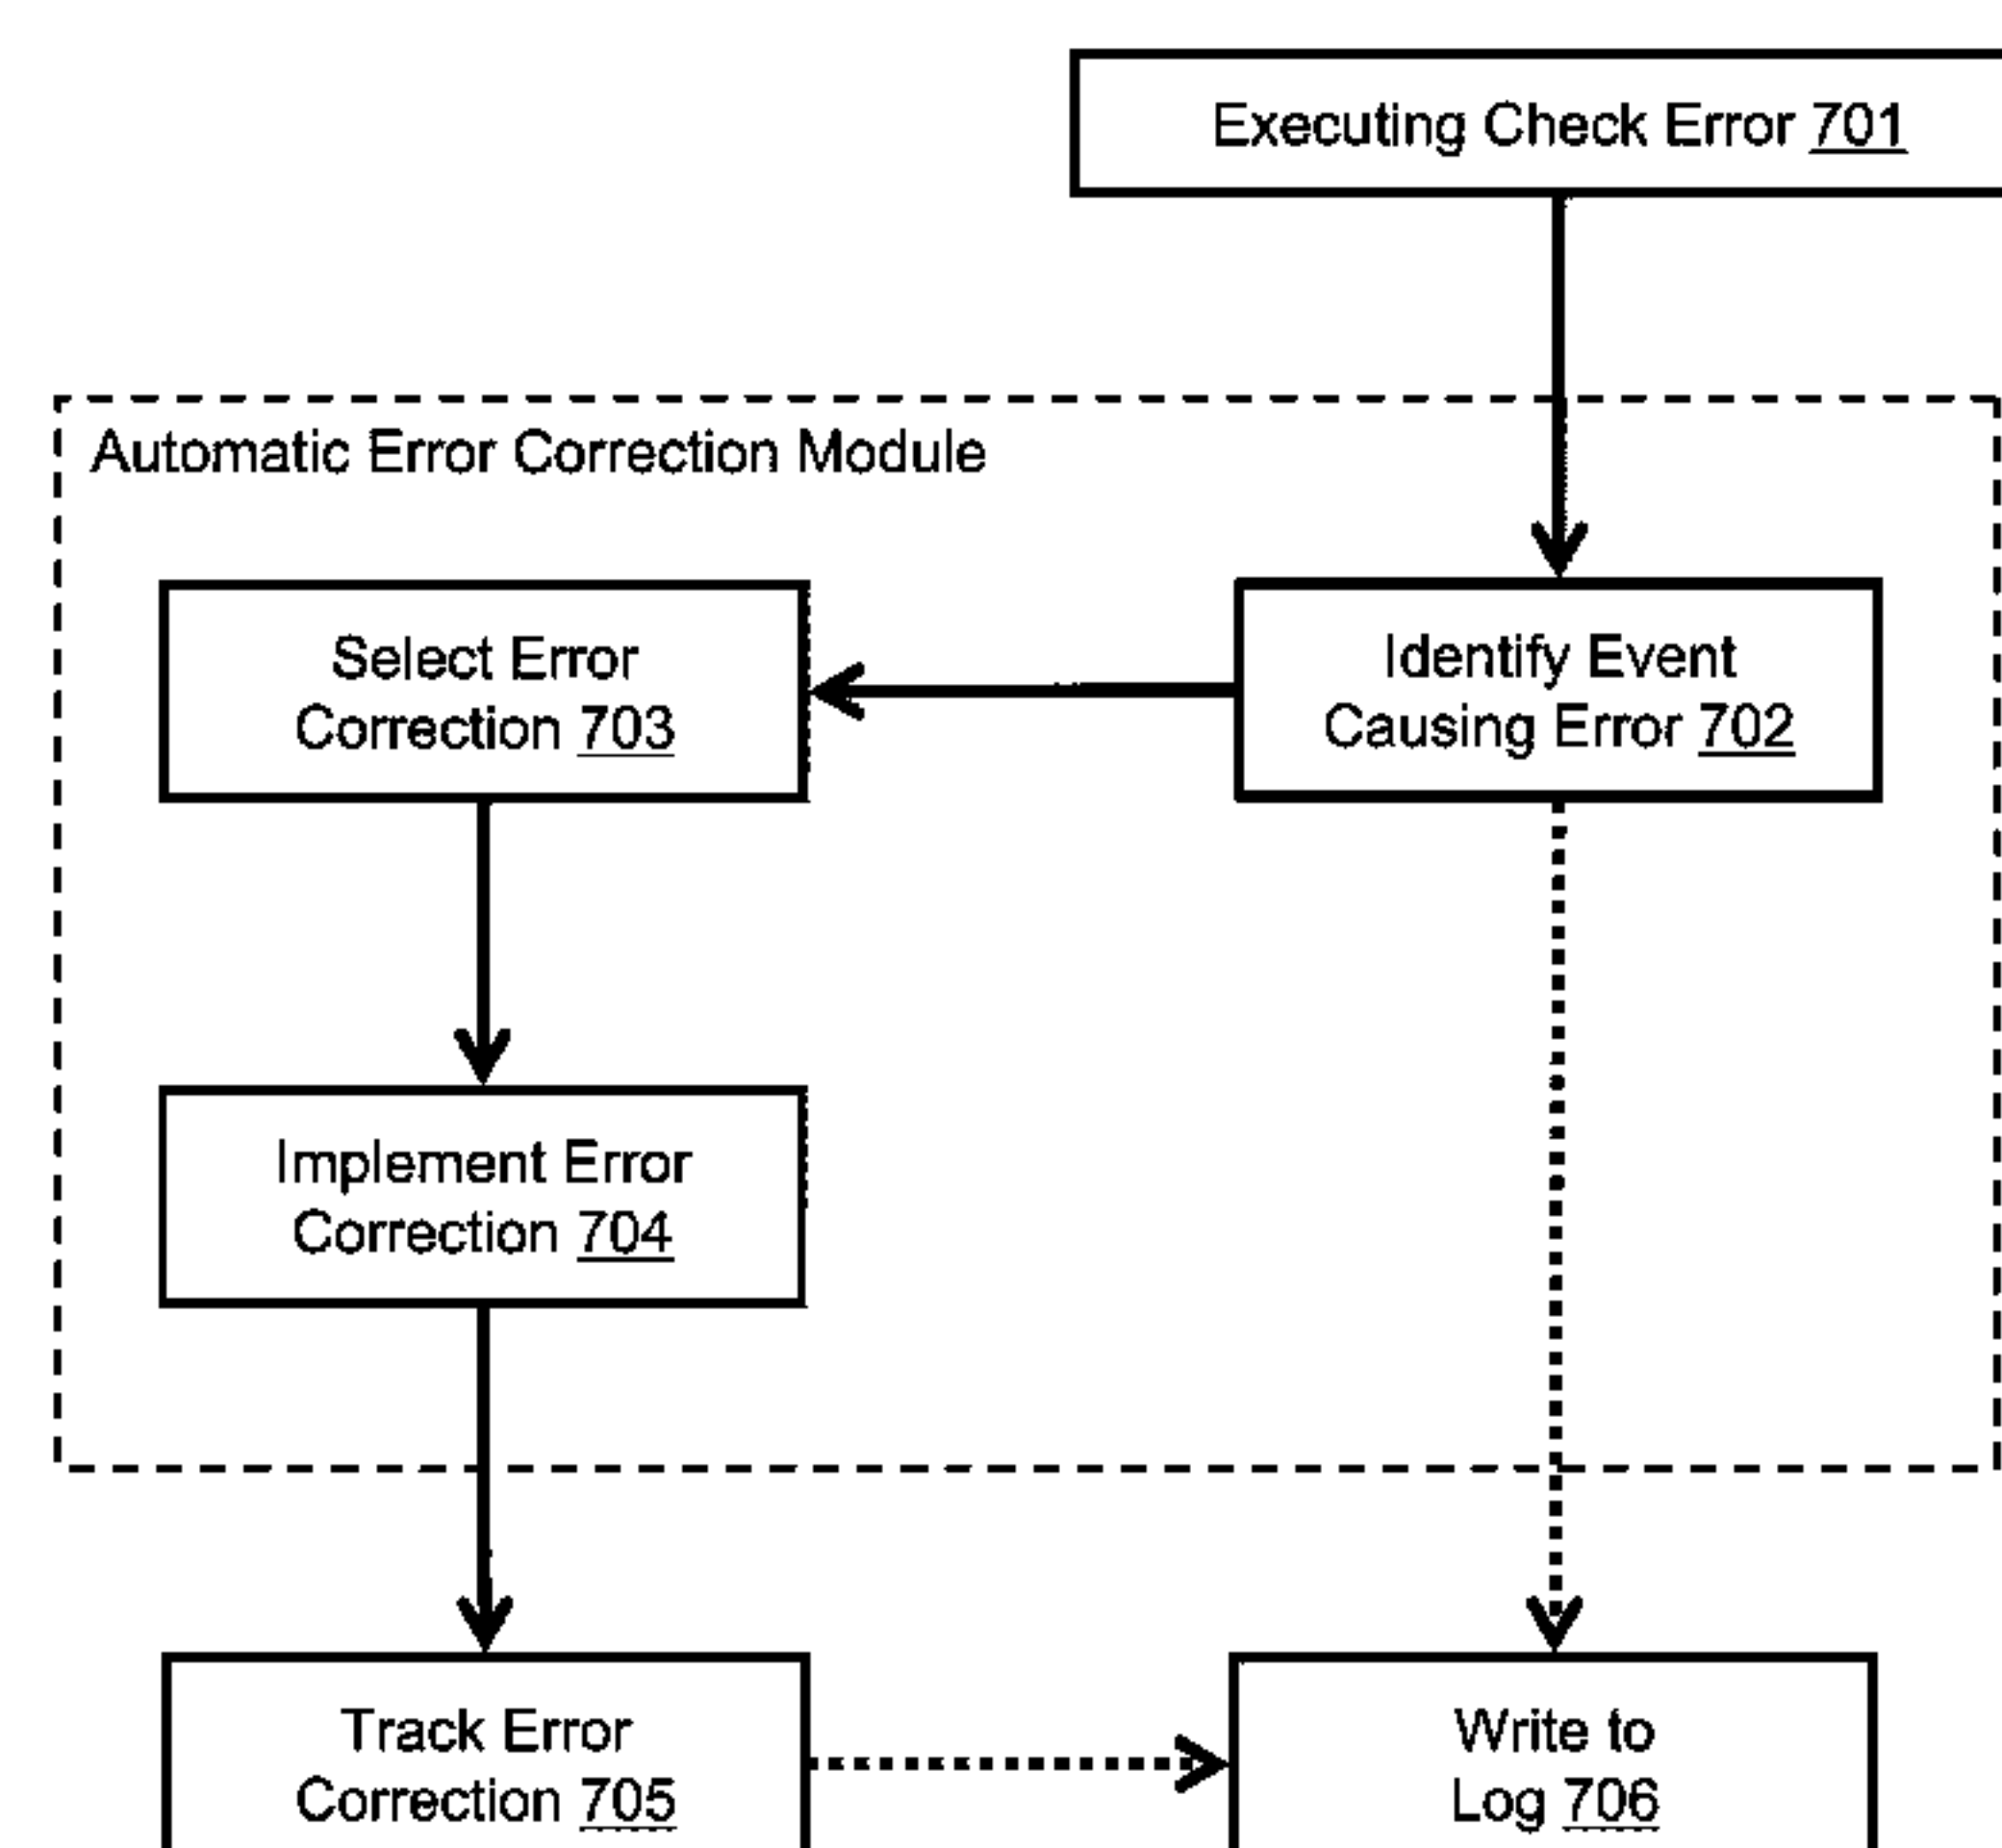 Executing Check Error 701
Automatic Error Correction Module
Select Error
Correction 703
Identify Event
Causing Error 702
Implement Error
Correction 704
Track Error
Correction 705
Write to
Log 706